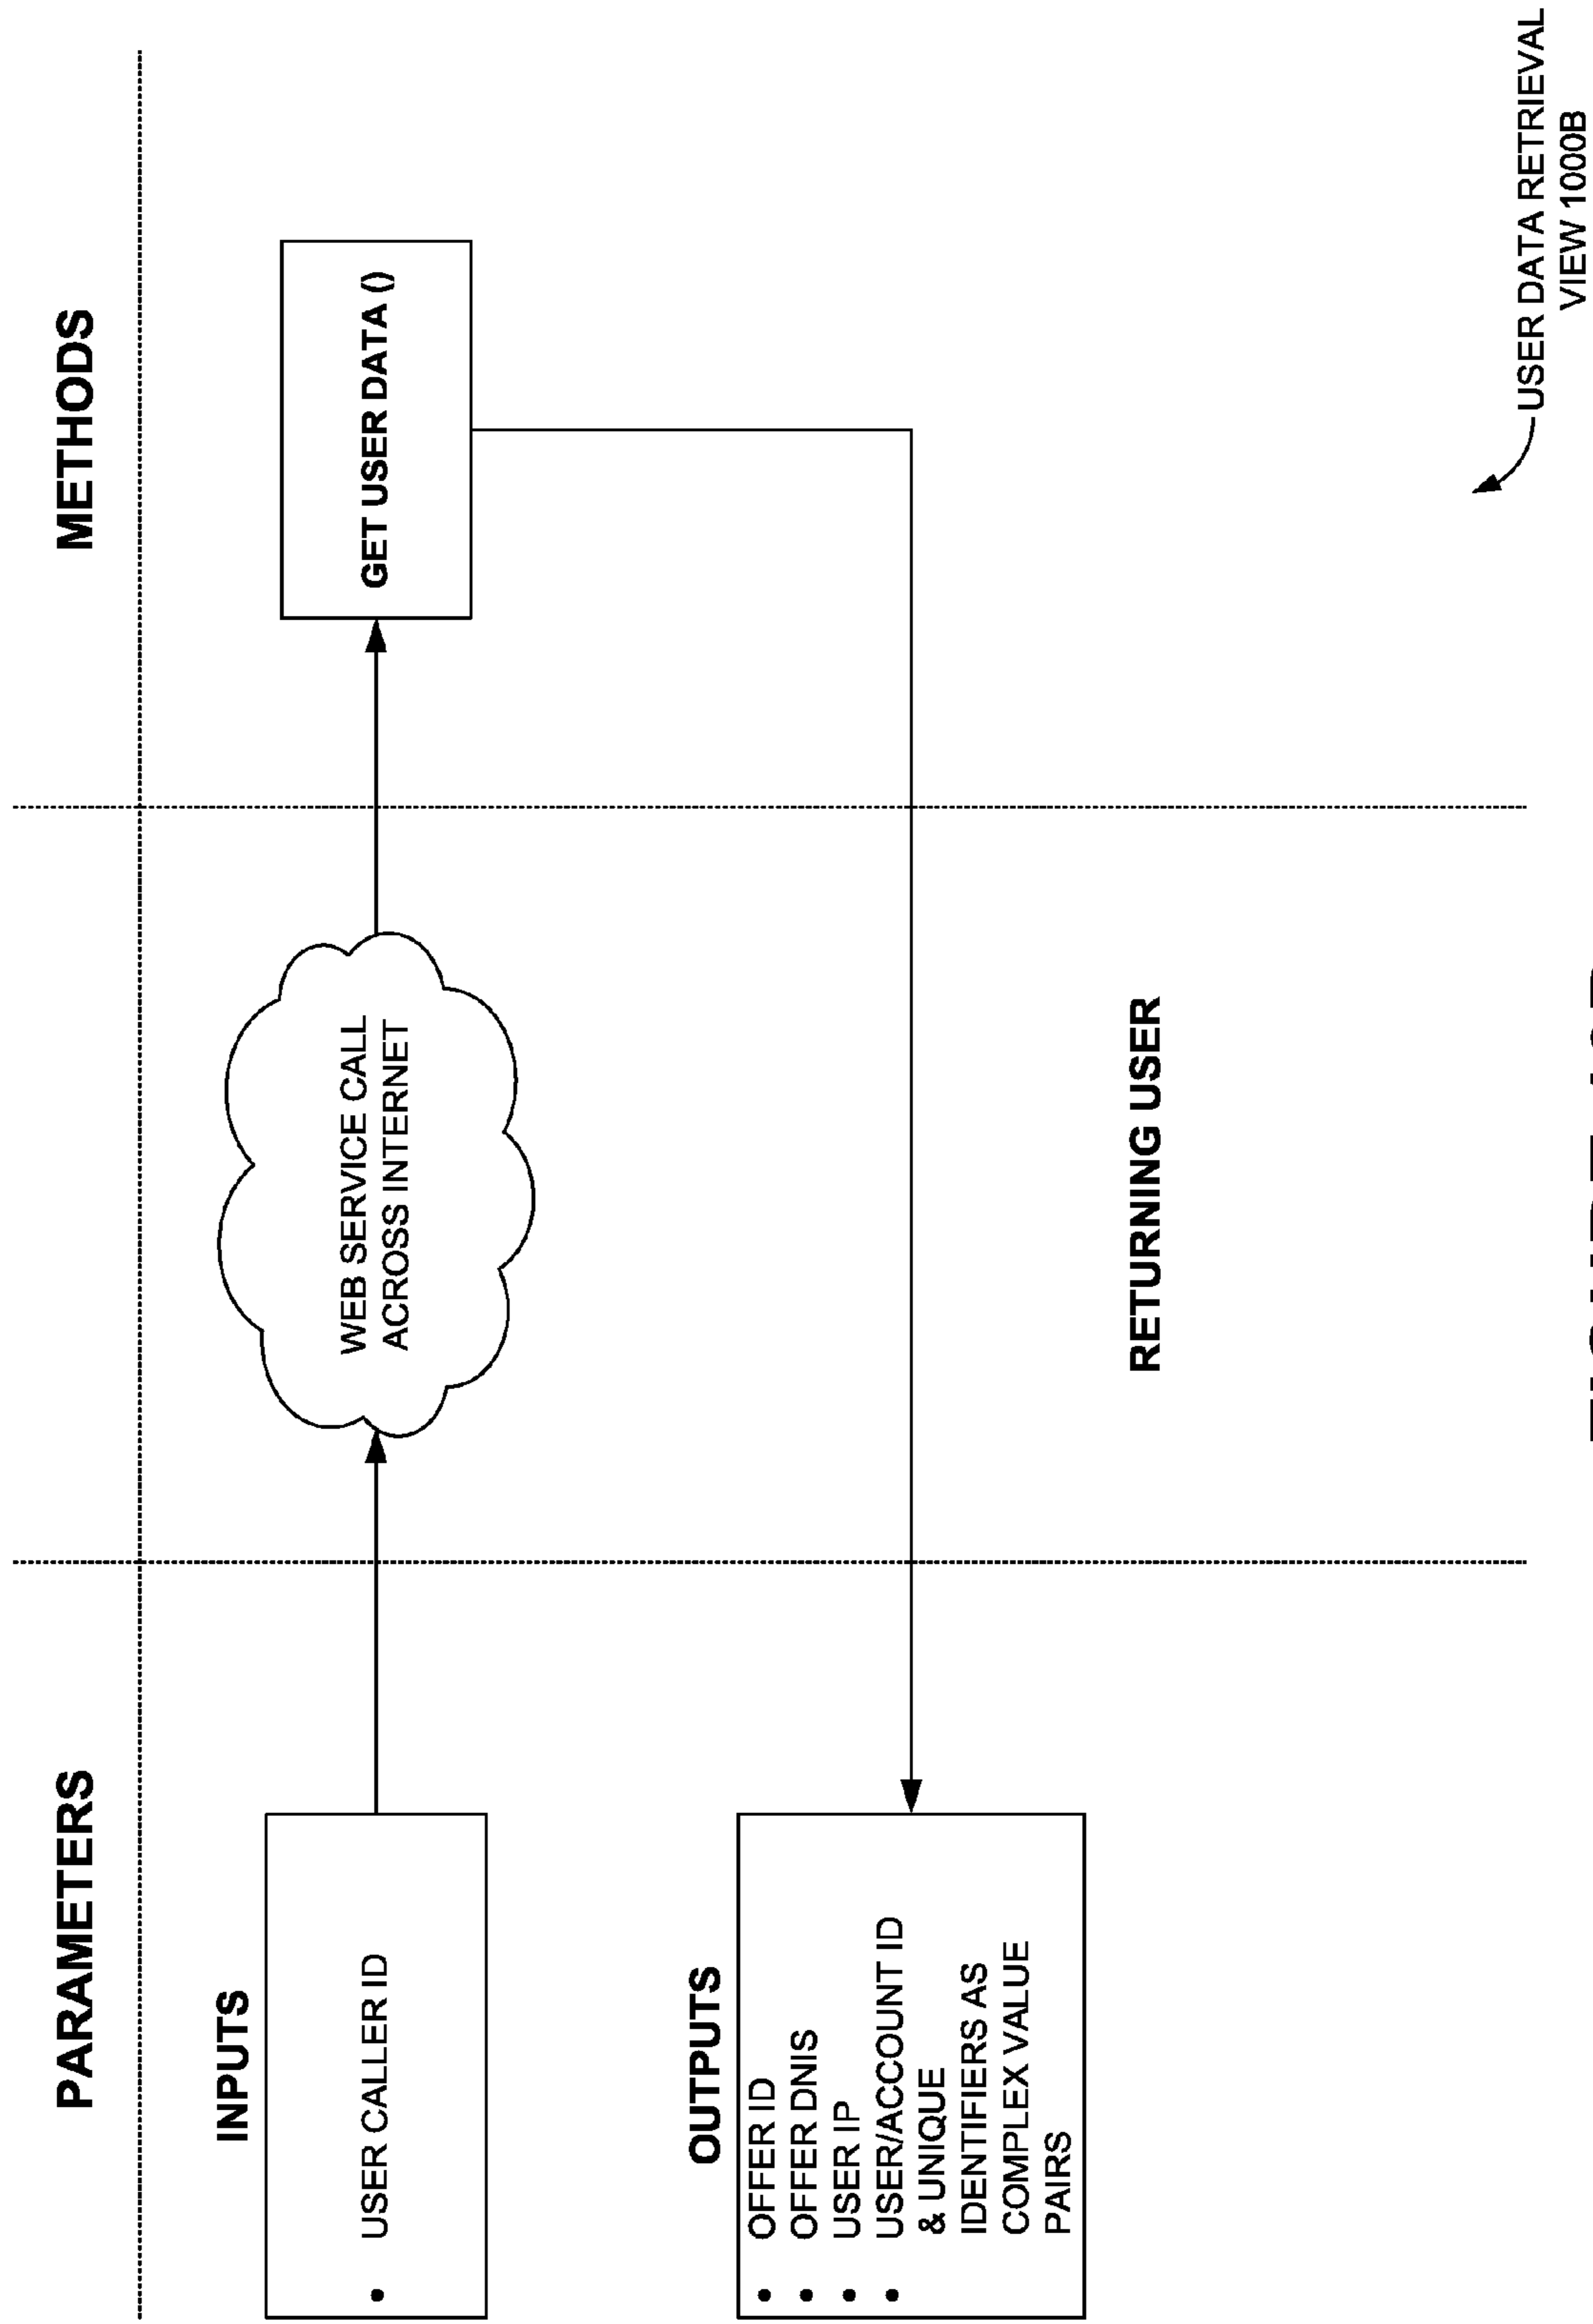 PARAMETERS
METHODS
INPUTS
• USER CALLER ID
WEB SERVICE CALL
ACROSS INTERNET
GET USER DATA ()
OUTPUTS
• OFFER ID
• OFFER DNIS
• USER IP
• USER/ACCOUNT ID
& UNIQUE
IDENTIFIERS AS
COMPLEX VALUE
PAIRS
RETURNING USER
USER DATA RETRIEVAL
VIEW 1000B